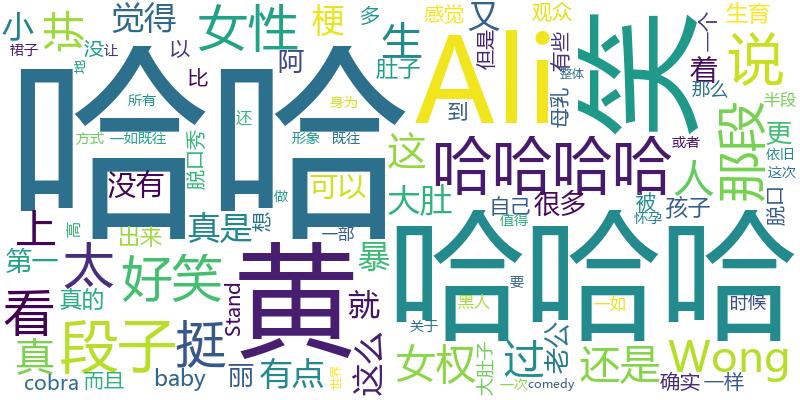 小 讲 觉得 女性 梗 多 感觉 又 观众 一个 生育
裙子 没 让 以 阿 生 但是 有些 着 说
地 比 肚子 整体 那么
哈哈 Ali 笑
所有 还 身为 到 母乳 半段
方式 一如既往 形象 既往 这 哈哈哈哈 或者 那段 更
脱口秀 人 依旧
没有 可以 大肚 这次
上 真是 想 做 自己 很多 被 孩子 脱口
高 出来 一部 值得 怀孕
第一 太 好笑 黄 暴 哈哈哈
看 真的 Stand 就 要 黑人 一如 时候
真 段子 挺 这么 关于 老公
cobra 而且 baby 丽 有点 世界 女权 大肚子 过 还是 Wong
一次 comedy 确实 一样